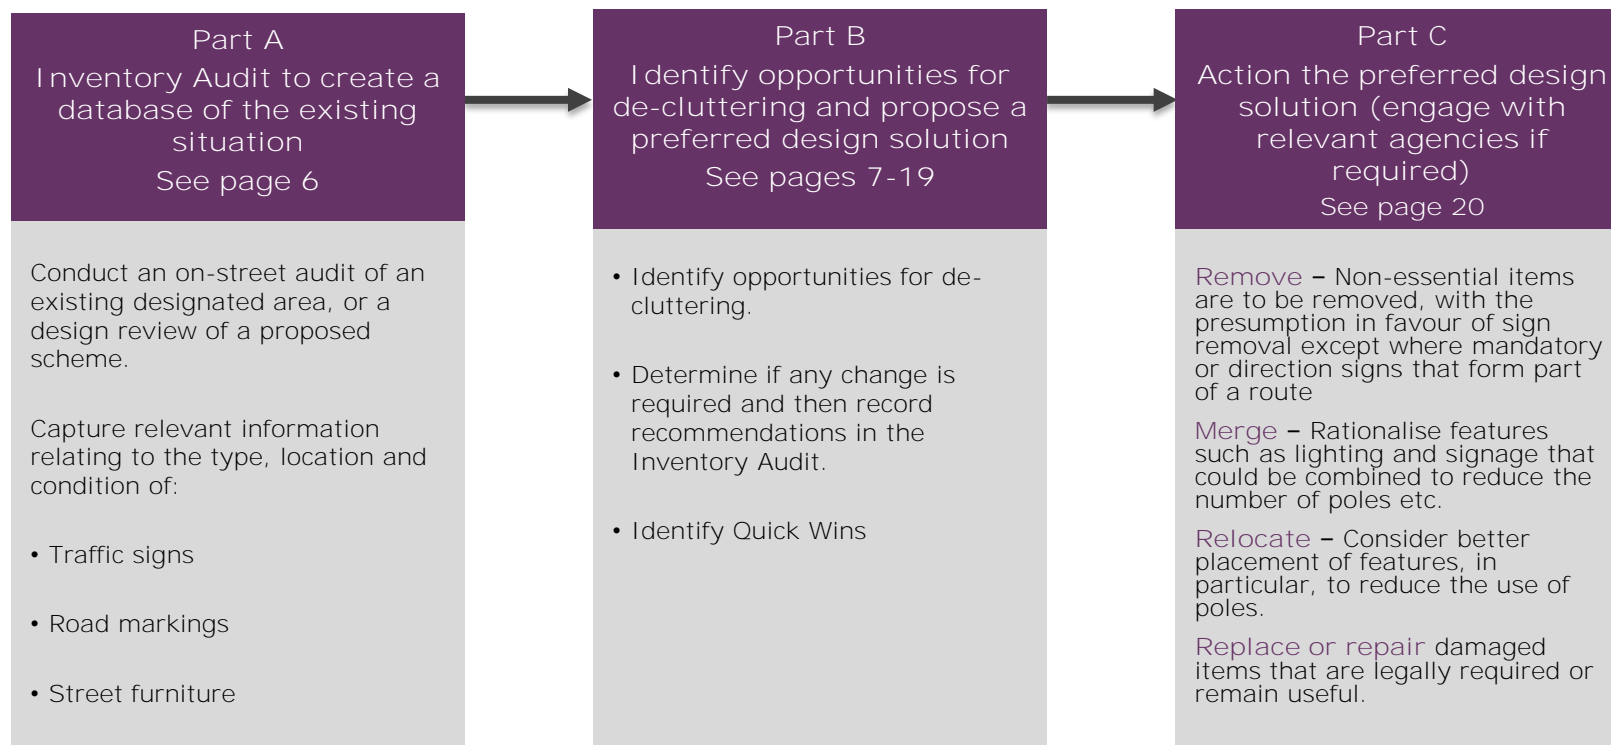 Part A
Inventory Audit to create a
database of the existing
situation
See page 6
Conduct an on-street audit of an
existing designated area, or a
design review of a proposed
scheme.
Capture relevant information
relating to the type, location and
condition of:
• Traffic signs
• Road markings
• Street furniture
Part B
Identify opportunities for
de-cluttering and propose a
preferred design solution
See pages 7-19
• Identify opportunities for de-
cluttering.
• Determine if any change is
required and then record
recommendations in the
Inventory Audit.
• Identify Quick Wins
Part C
Action the preferred design
solution (engage with
relevant agencies if
required)
See page 20
Remove – Non-essential items
are to be removed, with the
presumption in favour of sign
removal except where mandatory
or direction signs that form part
of a route
Merge – Rationalise features
such as lighting and signage that
could be combined to reduce the
number of poles etc.
Relocate – Consider better
placement of features, in
particular, to reduce the use of
poles.
Replace or repair damaged
items that are legally required or
remain useful.